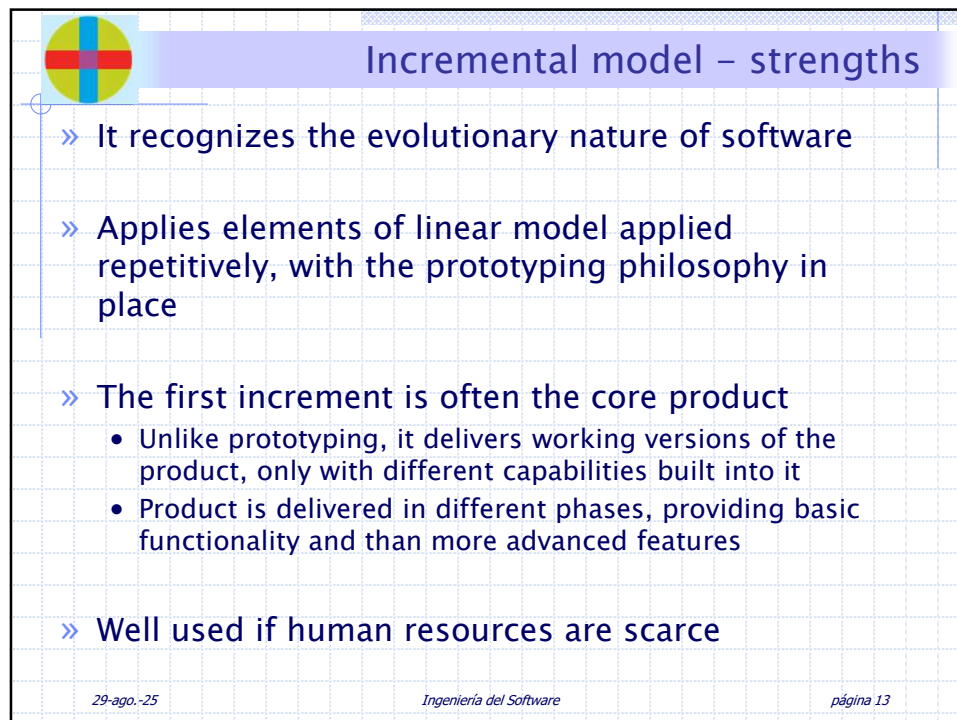 Incremental model - strengths
» It recognizes the evolutionary nature of software
» Applies elements of linear model applied
repetitively, with the prototyping philosophy in
place
» The first increment is often the core product
• Unlike prototyping, it delivers working versions of the
product, only with different capabilities built into it
• Product is delivered in different phases, providing basic
functionality and than more advanced features
» Well used if human resources are scarce
29-ago.-25 Ingeniería del Software página 13